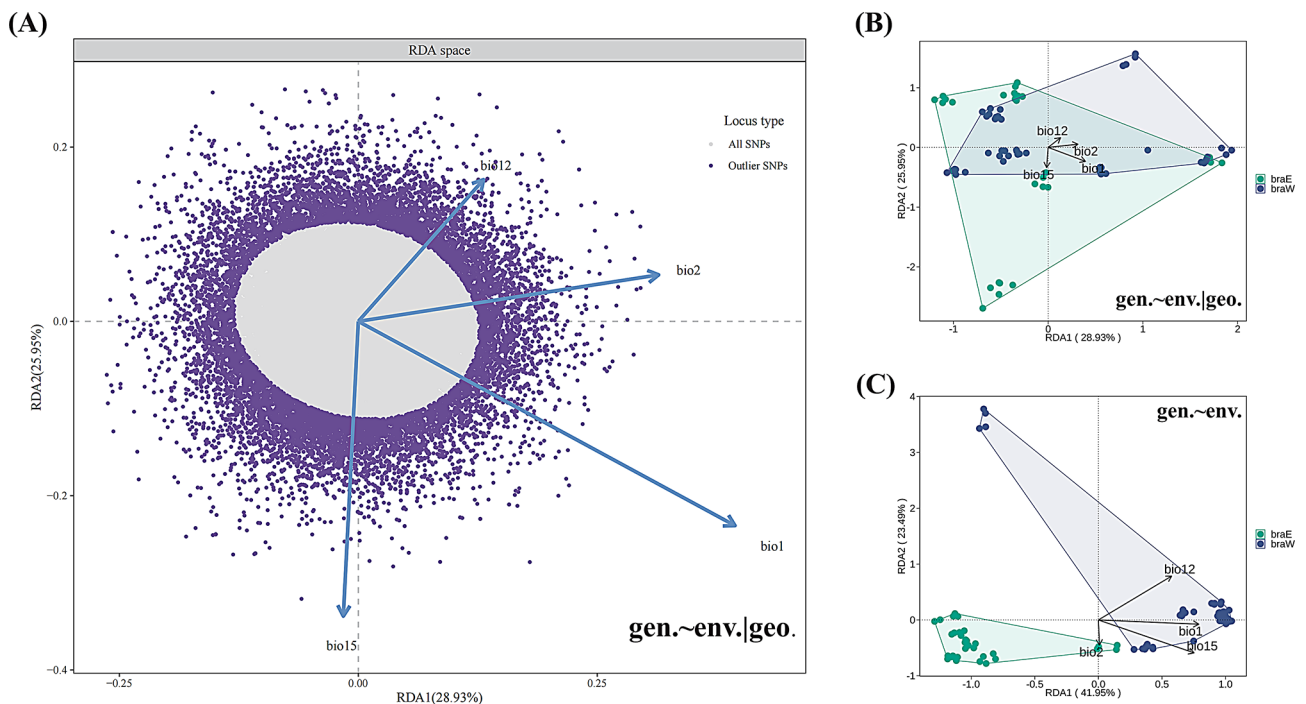 (A)
RDA space
Locus type
All SNPs
Outlier SNPs
bio12
bio2
bio1
bio15
0.2
0.0
−0.2
−0.4
RDA2(25.95%)
−0.25
0.00
0.25
RDA1(28.93%)
gen.~env.|geo.
(B)
1
0
-1
-2
RDA2 ( 25.95% )
bio12
bio2
bio1
bio15
braE
braW
gen.~env.|geo.
-1
0
1
2
RDA1 ( 28.93% )
(C)
4
3
2
1
0
-1
RDA2 ( 23.49% )
gen.~env.
bio12
bio1
bio15
bio2
braE
braW
-1.0
-0.5
0.0
0.5
1.0
RDA1 ( 41.95% )